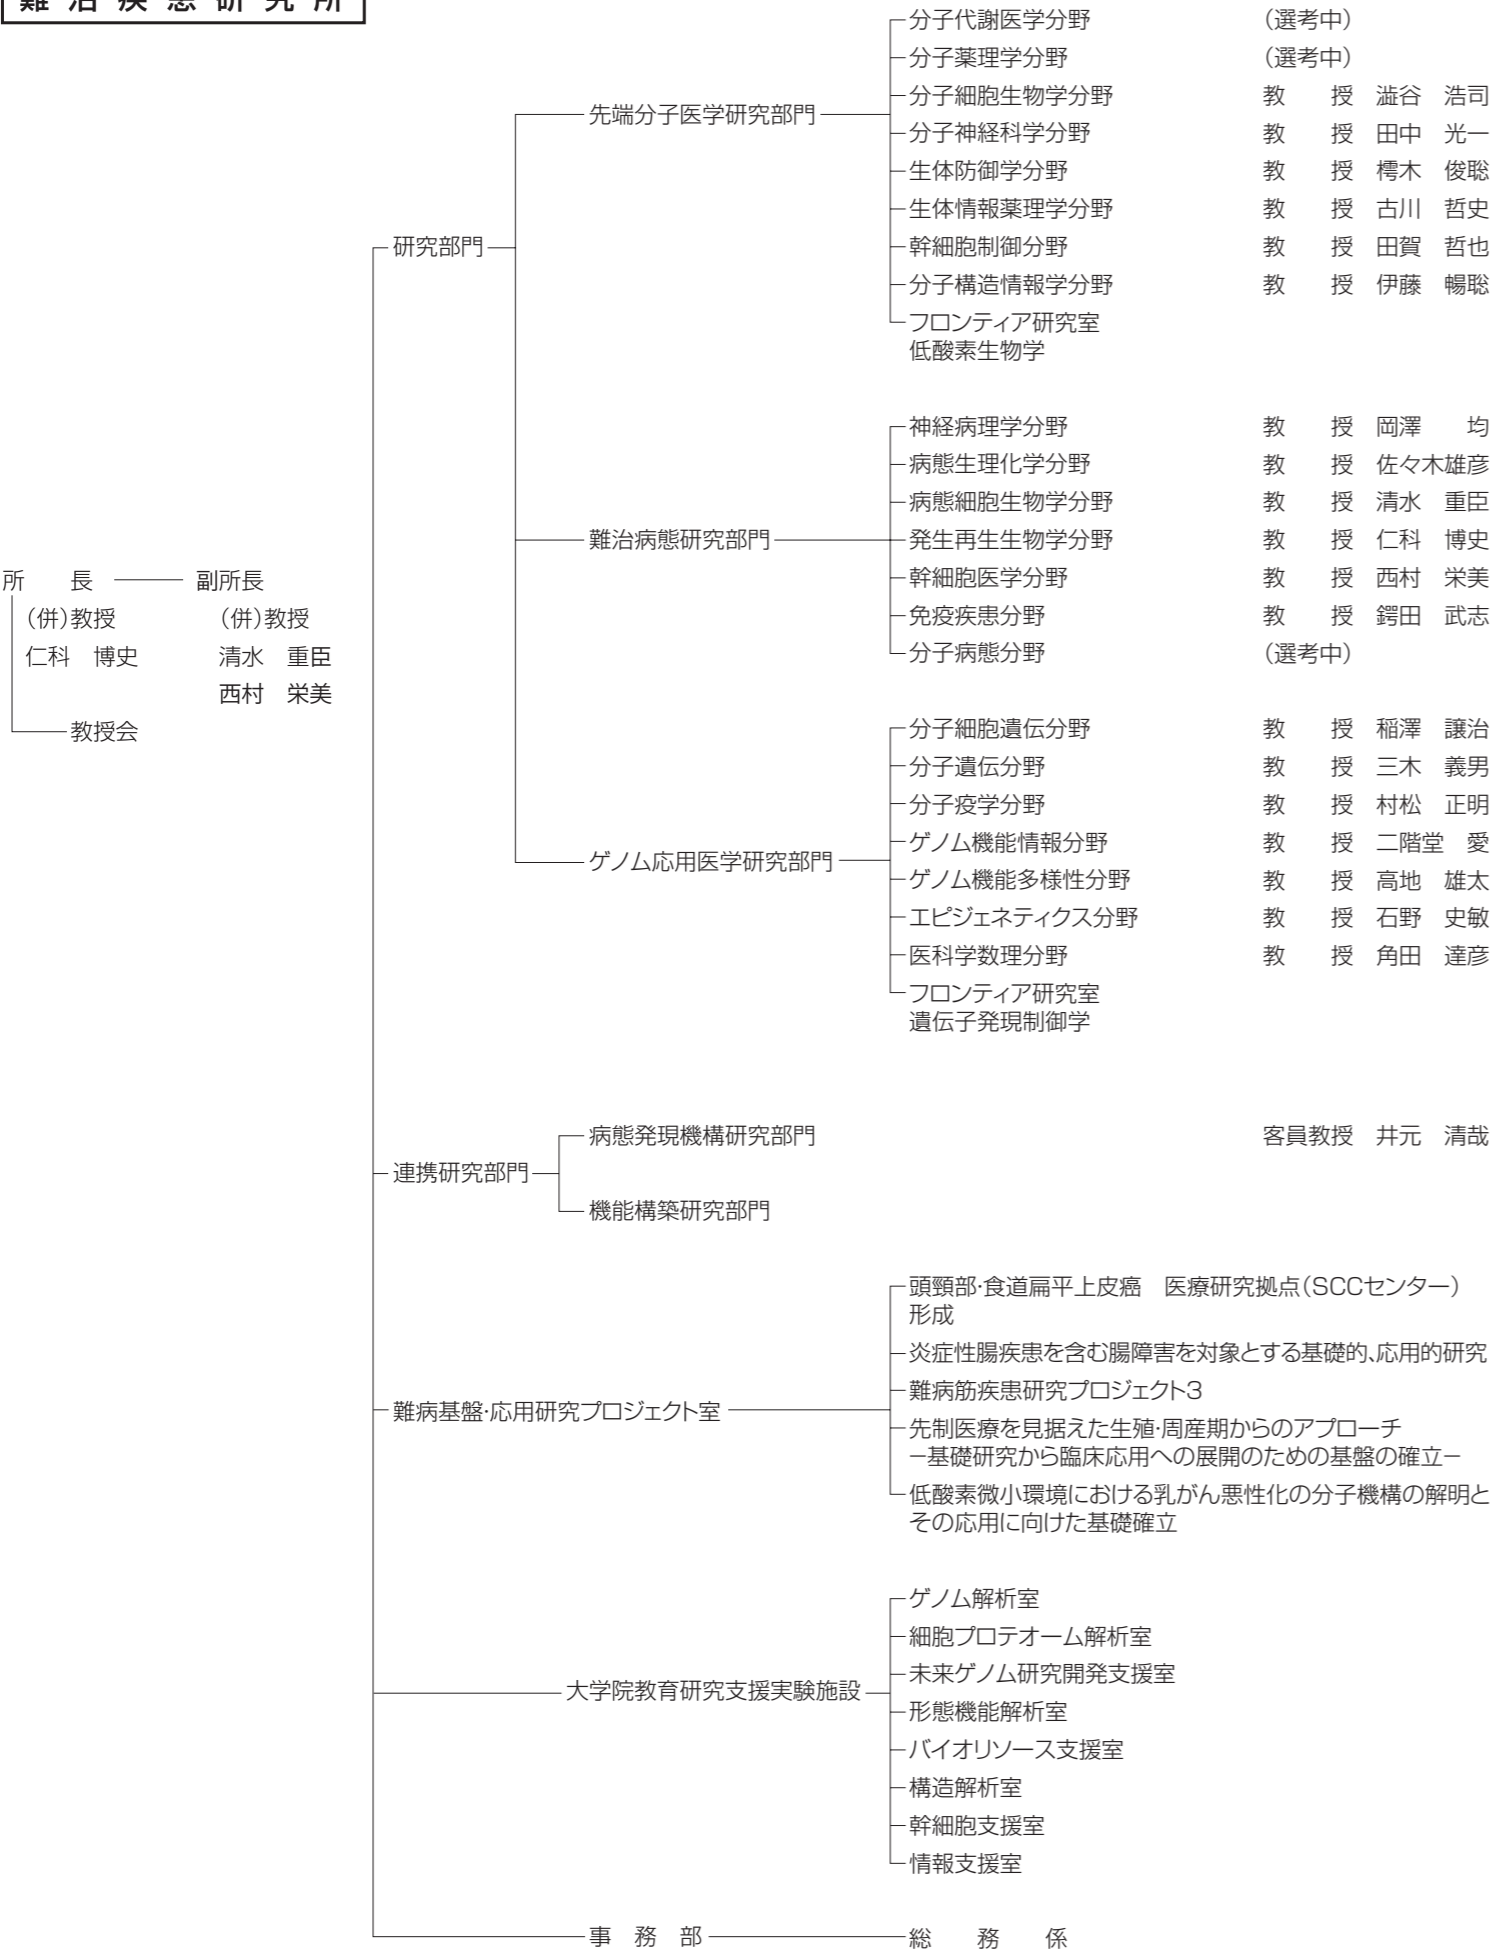 難治疾患研究所
所　　長
副所長
(併)教授
(併)教授
仁科　博史
清水　重臣
西村　栄美
教授会
研究部門
先端分子医学研究部門
分子代謝医学分野　(選考中)
分子薬理学分野　(選考中)
分子細胞生物学分野　教　　授　澁谷　浩司
分子神経科学分野　教　　授　田中　光一
生体防御学分野　教　　授　樗木　俊聡
生体情報薬理学分野　教　　授　古川　哲史
幹細胞制御分野　教　　授　田賀　哲也
分子構造情報学分野　教　　授　伊藤　暢聡
フロンティア研究室
低酸素生物学
難治病態研究部門
神経病理学分野　教　　授　岡澤　　均
病態生理化学分野　教　　授　佐々木雄彦
病態細胞生物学分野　教　　授　清水　重臣
発生再生生物学分野　教　　授　仁科　博史
幹細胞医学分野　教　　授　西村　栄美
免疫疾患分野　教　　授　鍔田　武志
分子病態分野　(選考中)
ゲノム応用医学研究部門
分子細胞遺伝分野　教　　授　稲澤　譲治
分子遺伝分野　教　　授　三木　義男
分子疫学分野　教　　授　村松　正明
ゲノム機能情報分野　教　　授　二階堂　愛
ゲノム機能多様性分野　教　　授　高地　雄太
エピジェネティクス分野　教　　授　石野　史敏
医科学数理分野　教　　授　角田　達彦
フロンティア研究室
遺伝子発現制御学
連携研究部門
病態発現機構研究部門　客員教授　井元　清哉
機能構築研究部門
難病基盤・応用研究プロジェクト室
頭頸部・食道扁平上皮癌　医療研究拠点(SCCセンター)
形成
炎症性腸疾患を含む腸障害を対象とする基礎的、応用的研究
難病筋疾患研究プロジェクト3
先制医療を見据えた生殖・周産期からのアプローチ
−基礎研究から臨床応用への展開のための基盤の確立−
低酸素微小環境における乳がん悪性化の分子機構の解明と
その応用に向けた基礎確立
大学院教育研究支援実験施設
ゲノム解析室
細胞プロテオーム解析室
未来ゲノム研究開発支援室
形態機能解析室
バイオリソース支援室
構造解析室
幹細胞支援室
情報支援室
事　務　部
総　　務　　係